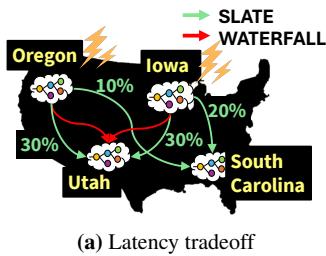 SLATE
WATERFALL
Oregon
Iowa
10%
20%
30%
30%
Utah
South
Carolina
(a) Latency tradeoff